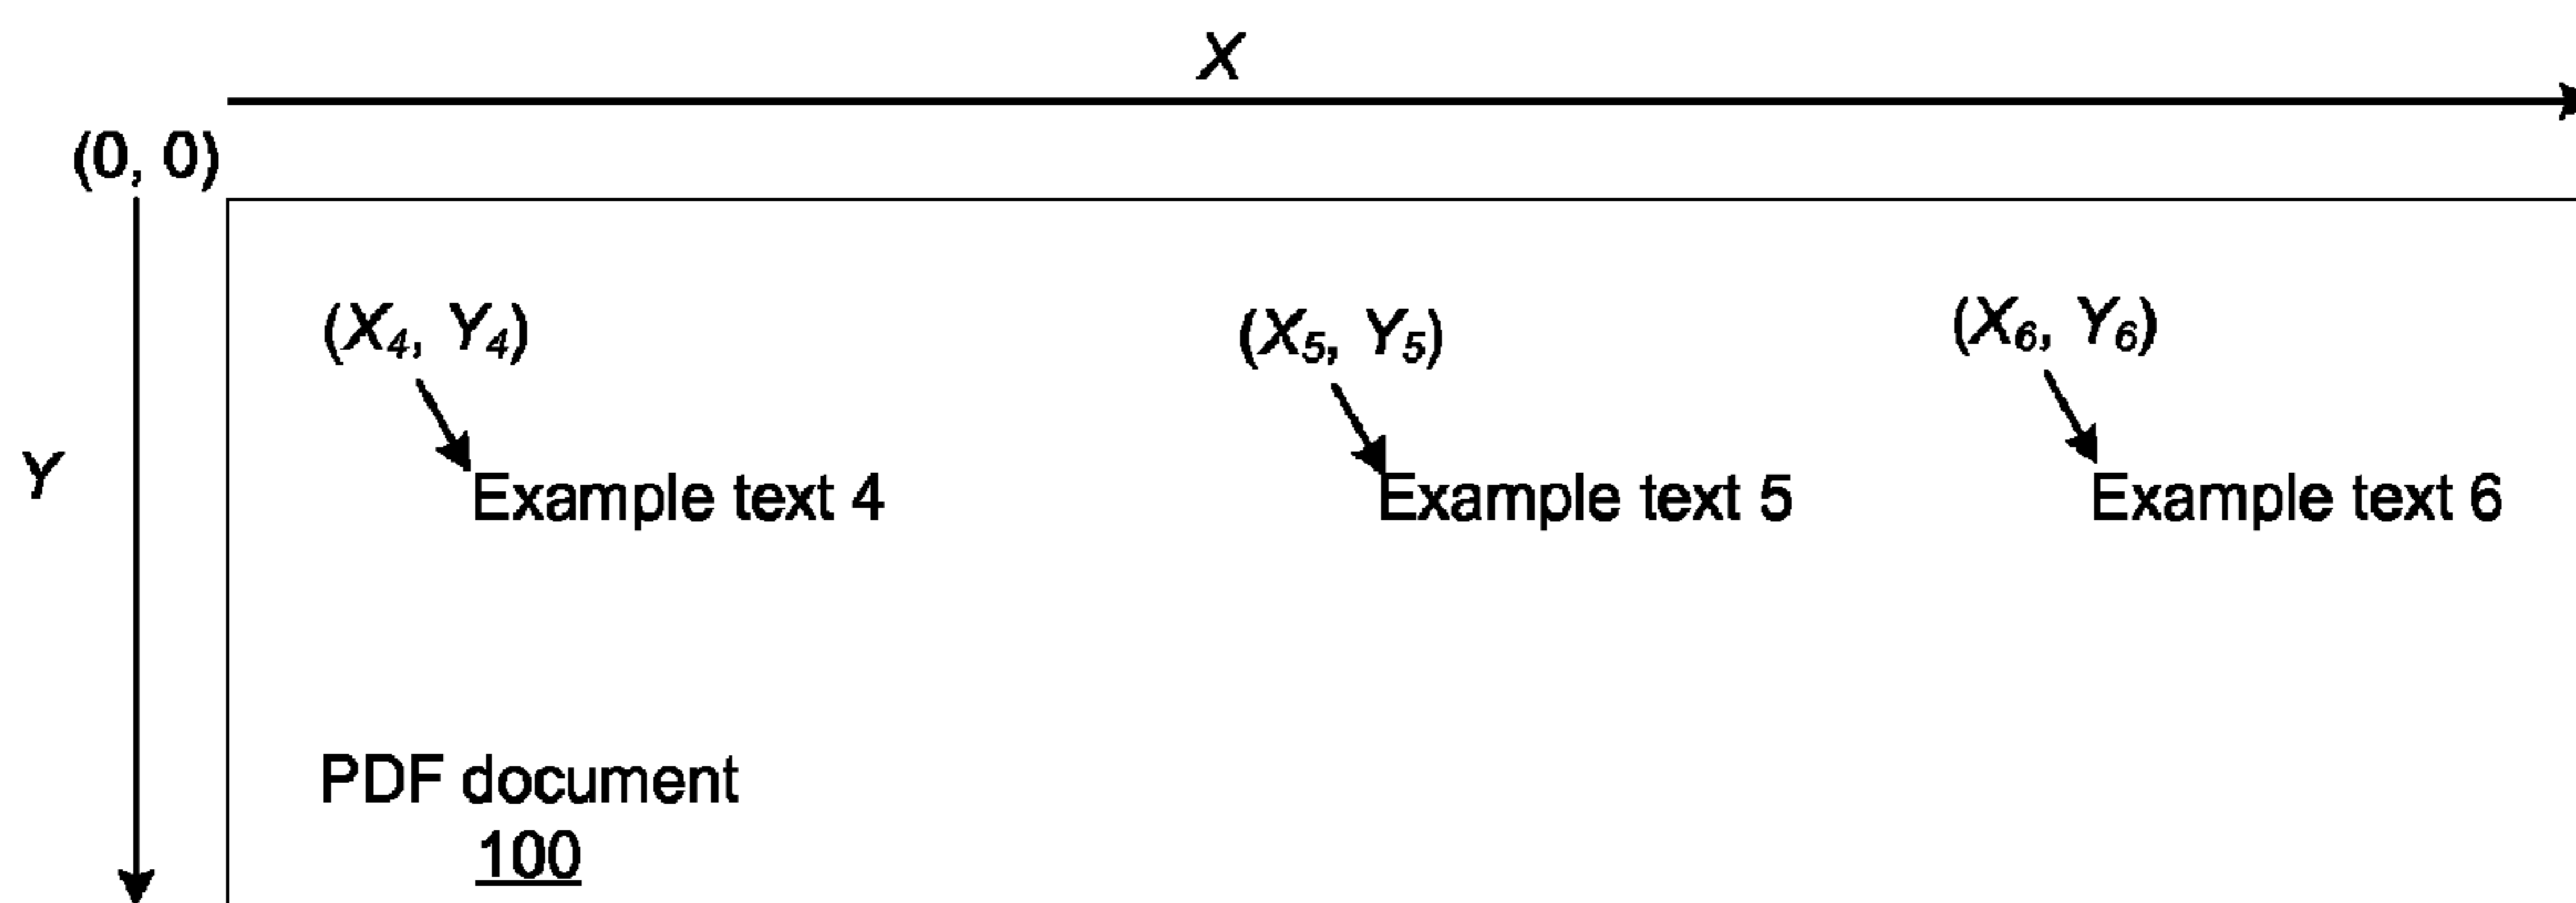 X
(0, 0)
(X₄, Y₄) (X₅, Y₅) (X₆, Y₆)
Y
Example text 4 Example text 5 Example text 6
PDF document
100